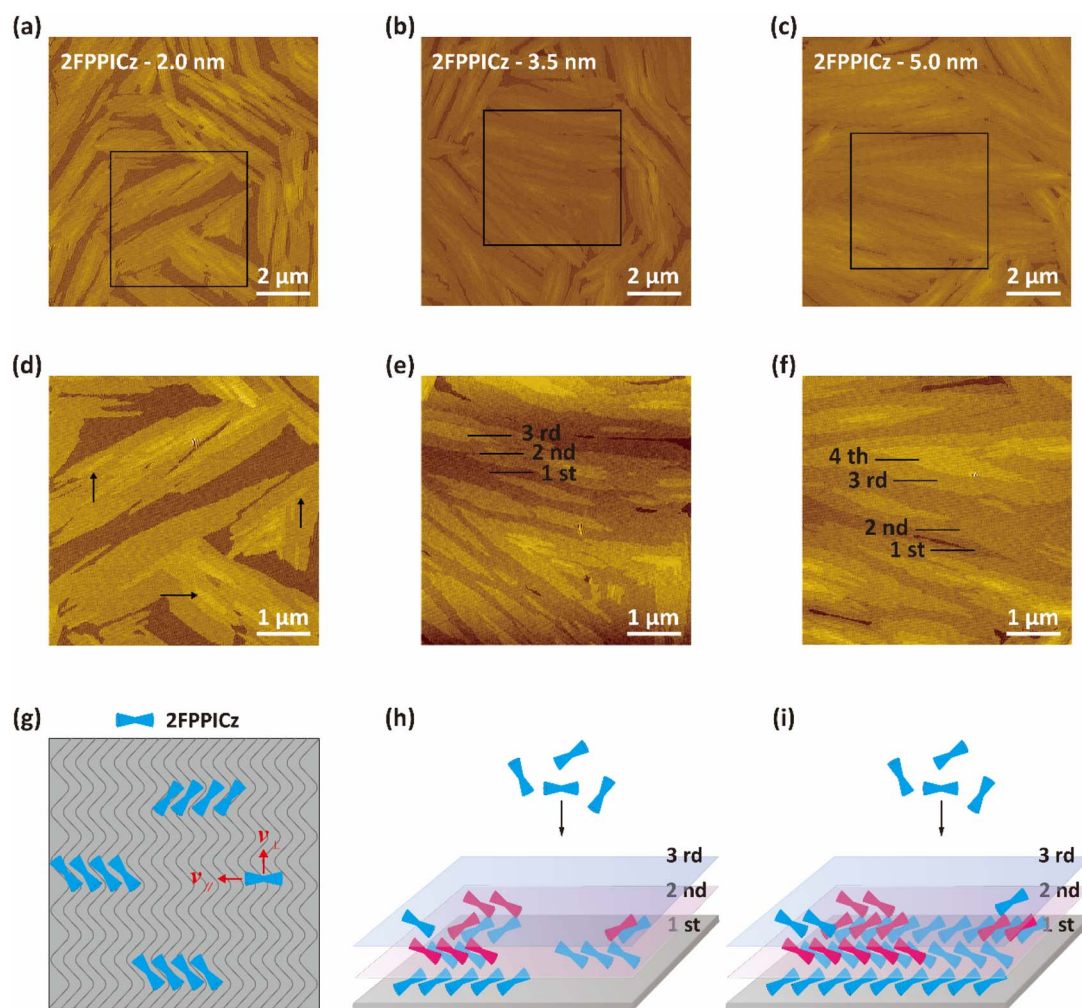 (a)
2FPPICz - 2.0 nm
2 μm
(b)
2FPPICz - 3.5 nm
2 μm
(c)
2FPPICz - 5.0 nm
2 μm
(d)
1 μm
(e)
3 rd
2 nd
1 st
1 μm
(f)
4 th
3 rd
2 nd
1 st
1 μm
(g)
2FPPICz
v⊥
v//
(h)
3 rd
2 nd
1 st
(i)
3 rd
2 nd
1 st